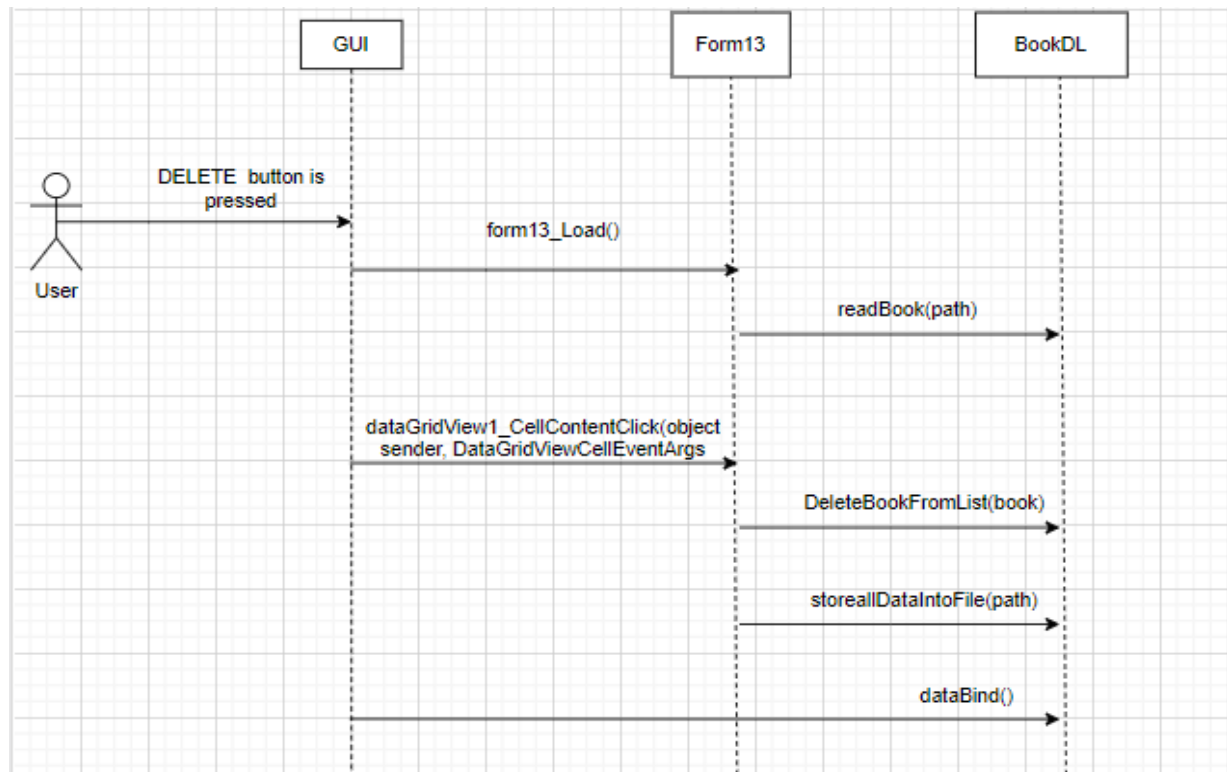 GUI
Form13
BookDL
DELETE button is
pressed
form13_Load()
User
readBook(path)
dataGridView1_CellContentClick(object
sender, DataGridViewCellEventArgs
DeleteBookFromList(book)
storeallDataIntoFile(path)
dataBind()